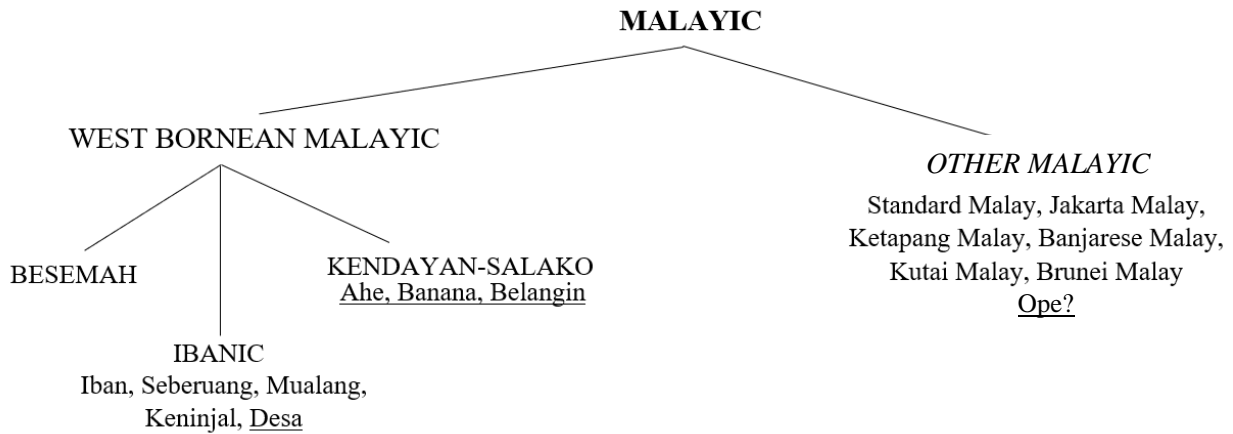 MALAYIC
WEST BORNEAN MALAYIC
OTHER MALAYIC
Standard Malay, Jakarta Malay,
Ketapang Malay, Banjarese Malay,
Kutai Malay, Brunei Malay
Ope?
BESEMAH
KENDAYAN-SALAKO
Ahe, Banana, Belangin
IBANIC
Iban, Seberuang, Mualang,
Keninjal, Desa